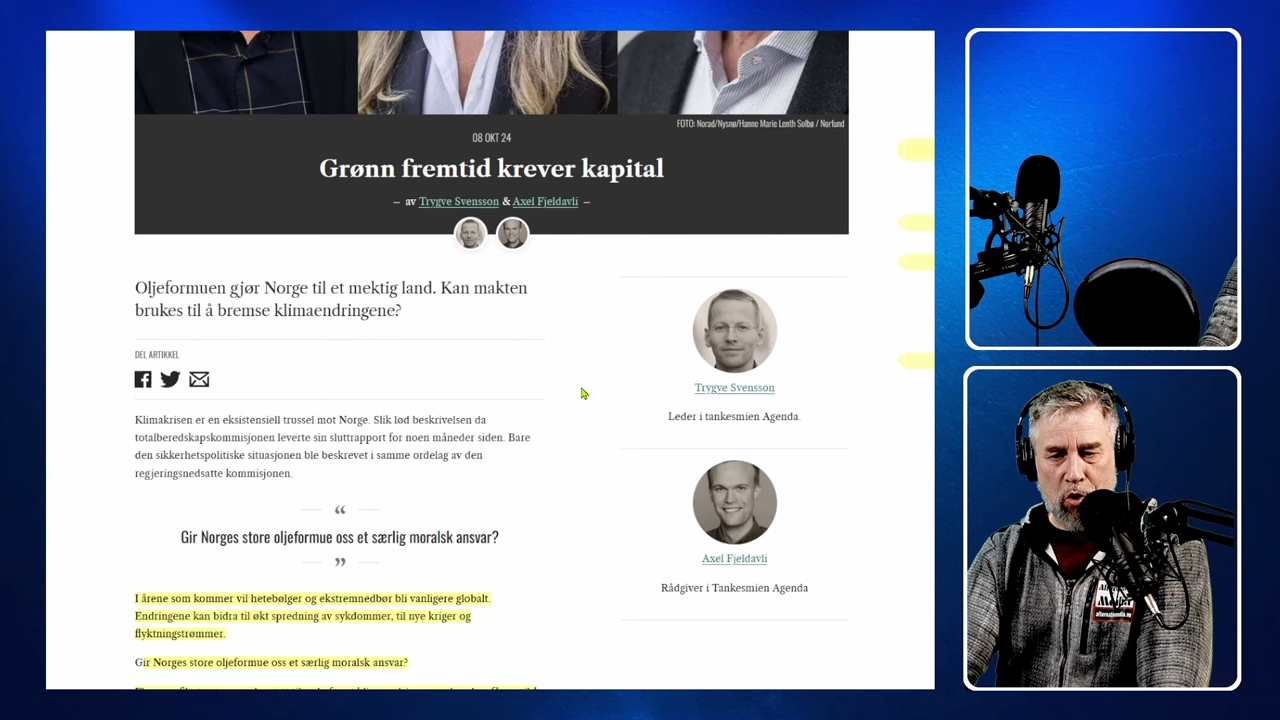 FOTO: Norad/Nysnø/Hanne Marie Lenth Solbø / Norfund
08 OKT 24
Grønn fremtid krever kapital
— av Trygve Svensson & Axel Fjeldavli —
Oljeformuen gjør Norge til et mektig land. Kan makten
brukes til å bremse klimaendringene?
DEL ARTIKKEL
Klimakrisen er en eksistensiell trussel mot Norge. Slik lød beskrivelsen da
totalberedskapskommisjonen leverte sin sluttrapport for noen måneder siden. Bare
den sikkerhetspolitiske situasjonen ble beskrevet i samme ordelag av den
regjeringsnedsatte kommisjonen.
“
Gir Norges store oljeformue oss et særlig moralsk ansvar?
”
I årene som kommer vil hetebølger og ekstremnedbør bli vanligere globalt.
Endringene kan bidra til økt spredning av sykdommer, til nye kriger og
flyktningstrømmer.
Gir Norges store oljeformue oss et særlig moralsk ansvar?
Trygve Svensson
Leder i tankesmien Agenda.
Axel Fjeldavli
Rådgiver i Tankesmien Agenda